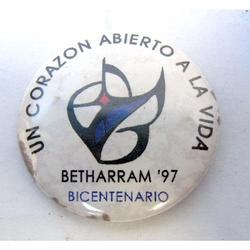 UN CORAZON ABIERTO A LA VIDA
BETHARRAM '97
BICENTENARIO